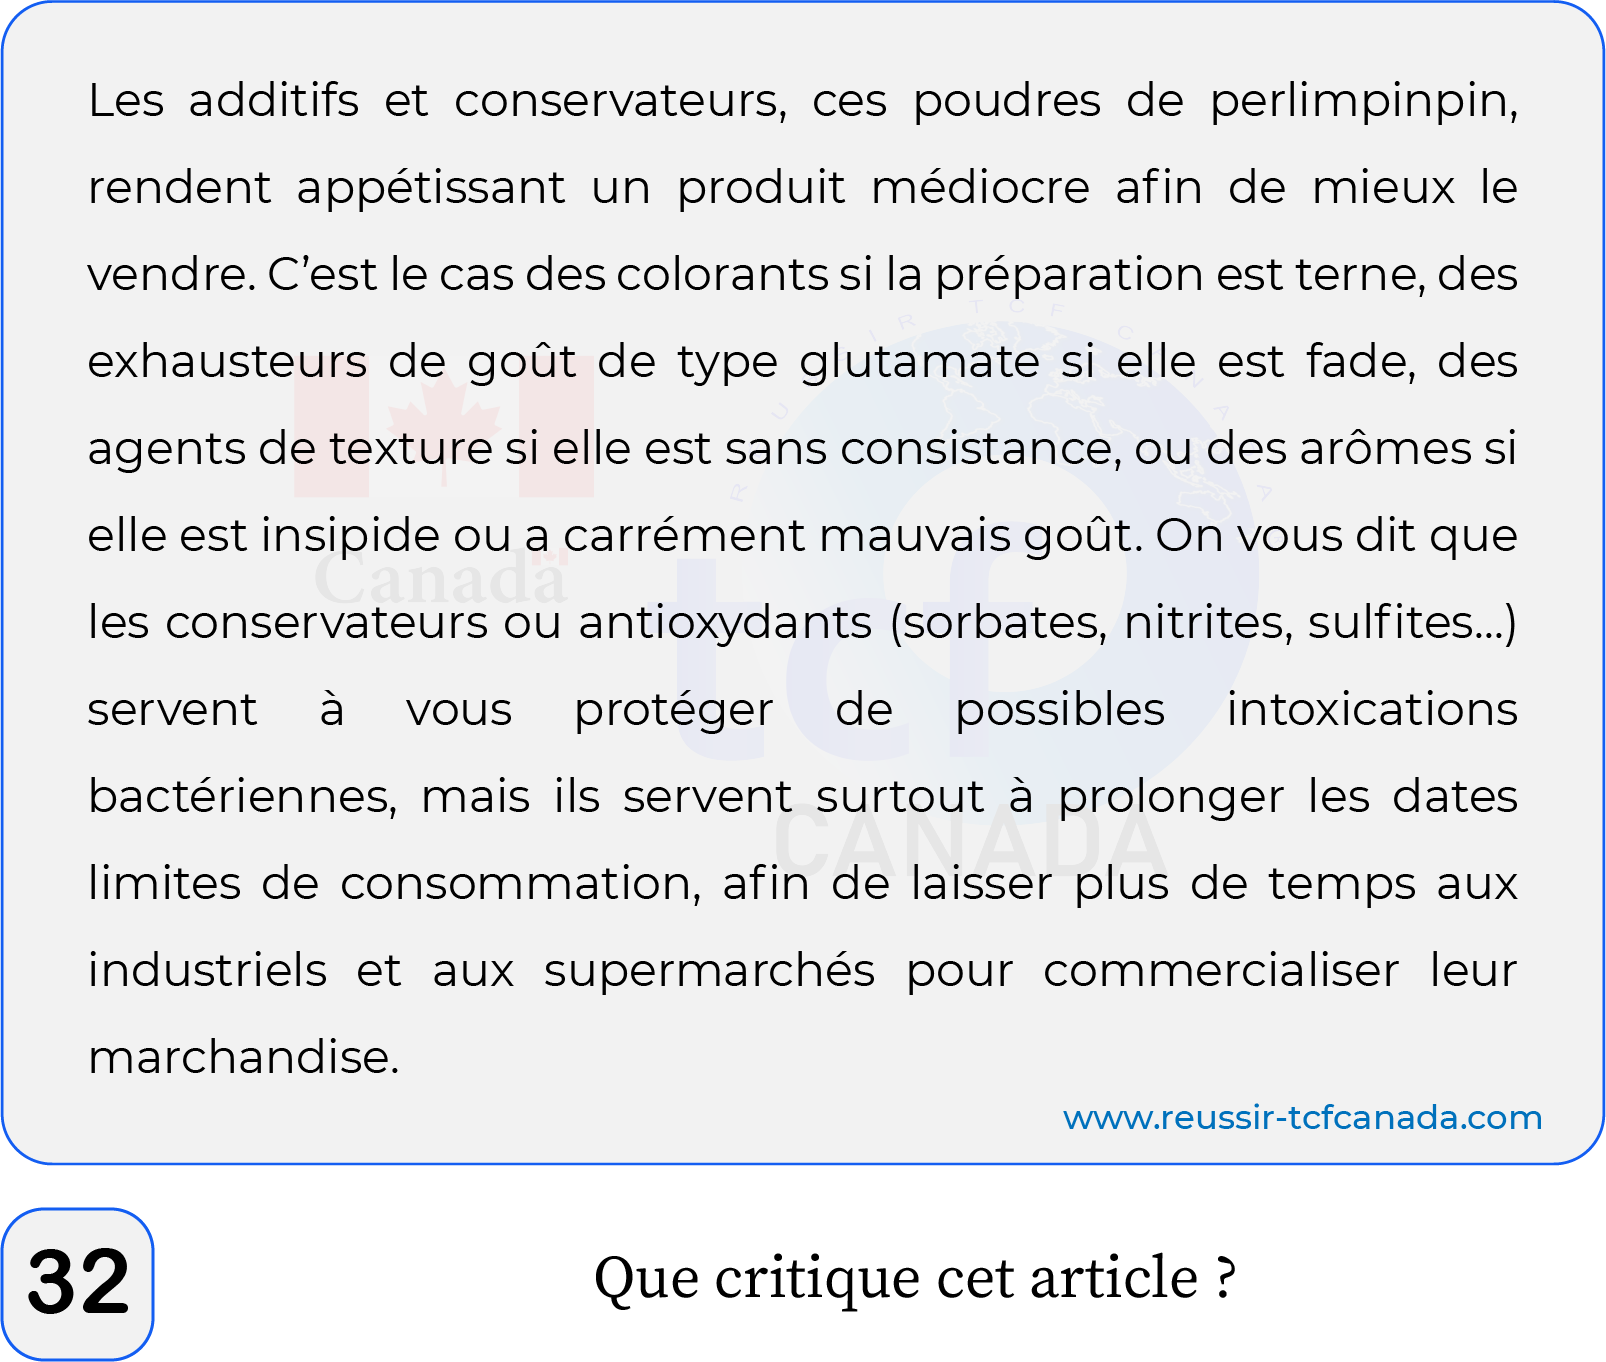 Les additifs et conservateurs, ces poudres de perlimpinpin,
rendent appétissant un produit médiocre afin de mieux le
vendre. C’est le cas des colorants si la préparation est terne, des
exhausteurs de goût de type glutamate si elle est fade, des
agents de texture si elle est sans consistance, ou des arômes si
elle est insipide ou a carrément mauvais goût. On vous dit que
les conservateurs ou antioxydants (sorbates, nitrites, sulfites...)
servent à vous protéger de possibles intoxications
bactériennes, mais ils servent surtout à prolonger les dates
limites de consommation, afin de laisser plus de temps aux
industriels et aux supermarchés pour commercialiser leur
marchandise.
www.reussir-tcfcanada.com
Canada
tcf
CANADA
32
Que critique cet article ?